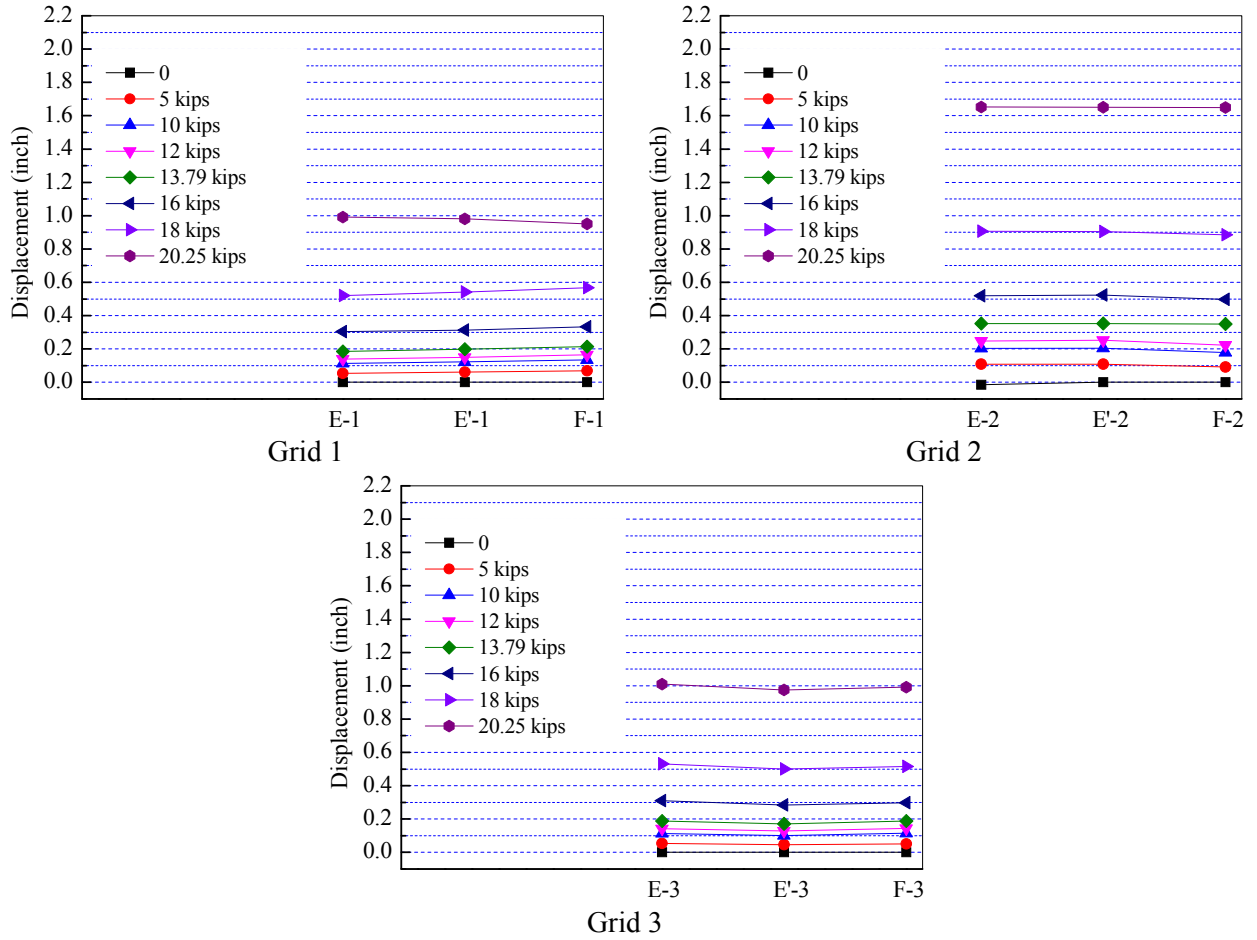 2.2
2.0
1.8
1.6
1.4
1.2
1.0
0.8
0.6
0.4
0.2
0.0
Displacement (inch)
0
5 kips
10 kips
12 kips
13.79 kips
16 kips
18 kips
20.25 kips
E-1 E'-1 F-1
Grid 1
2.2
2.0
1.8
1.6
1.4
1.2
1.0
0.8
0.6
0.4
0.2
0.0
Displacement (inch)
0
5 kips
10 kips
12 kips
13.79 kips
16 kips
18 kips
20.25 kips
E-2 E'-2 F-2
Grid 2
2.2
2.0
1.8
1.6
1.4
1.2
1.0
0.8
0.6
0.4
0.2
0.0
Displacement (inch)
0
5 kips
10 kips
12 kips
13.79 kips
16 kips
18 kips
20.25 kips
E-3 E'-3 F-3
Grid 3